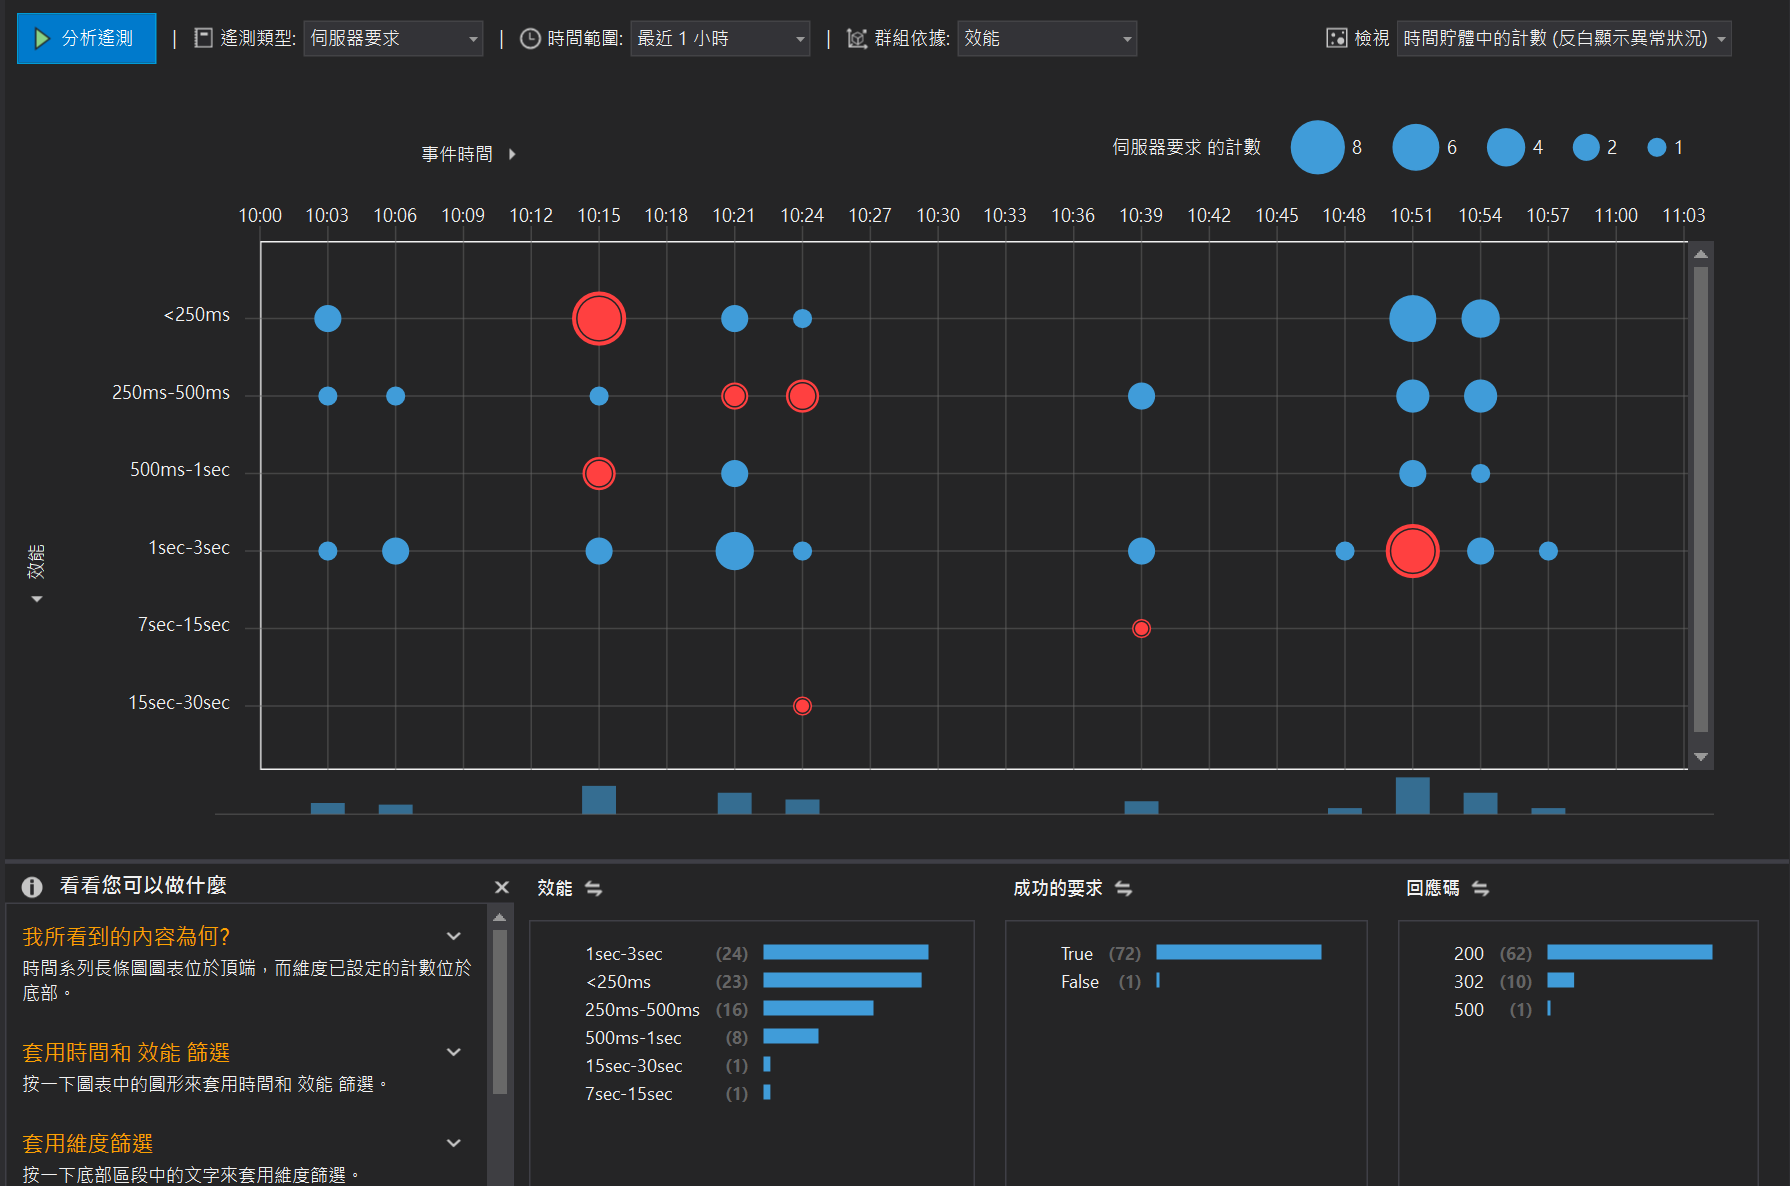 分析遙測 | 遙測類型: 伺服器要求 | 時間範圍: 最近 1 小時 | 群組依據: 效能 檢視 時間貯體中的計數 (反白顯示異常狀況)
事件時間
伺服器要求 的計數 8 6 4 2 1
10:00 10:03 10:06 10:09 10:12 10:15 10:18 10:21 10:24 10:27 10:30 10:33 10:36 10:39 10:42 10:45 10:48 10:51 10:54 10:57 11:00 11:03
<250ms
250ms-500ms
500ms-1sec
1sec-3sec
7sec-15sec
15sec-30sec
效能
看看您可以做什麼
我所看到的內容為何?
時間系列長條圖圖表位於頂端，而維度已設定的計數位於
底部。
套用時間和 效能 篩選
按一下圖表中的圓形來套用時間和 效能 篩選。
套用維度篩選
按一下底部區段中的文字來套用維度篩選。
效能
1sec-3sec (24)
<250ms (23)
250ms-500ms (16)
500ms-1sec (8)
15sec-30sec (1)
7sec-15sec (1)
成功的要求
True (72)
False (1)
回應碼
200 (62)
302 (10)
500 (1)